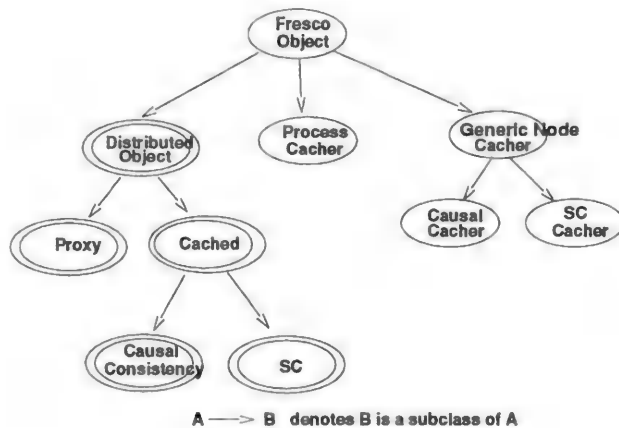 Fresco
Object
Distributed
Object
Process
Cacher
Generic Node
Cacher
Proxy
Cached
Causal
Cacher
SC
Cacher
Causal
Consistency
SC
A B denotes B is a subclass of A